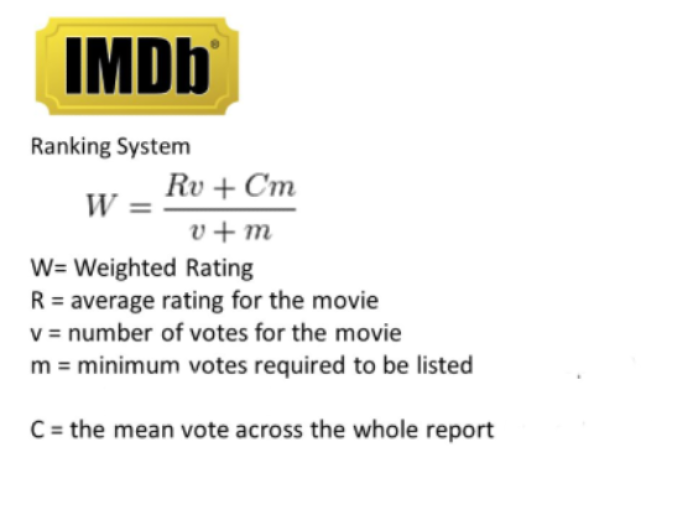 IMDb®
Ranking System
W = \frac{Rv + Cm}{v + m}
W= Weighted Rating
R = average rating for the movie
v = number of votes for the movie
m = minimum votes required to be listed
C = the mean vote across the whole report